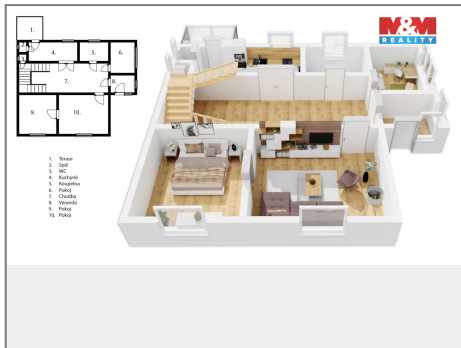 M&M
REALITY
1.
4.
5.
6.
7.
8.
9.
10.
1. Terasa
2. Spíž
3. WC
4. Kuchyně
5. Koupelna
6. Pokoj
7. Chodba
8. Veranda
9. Pokoj
10. Pokoj